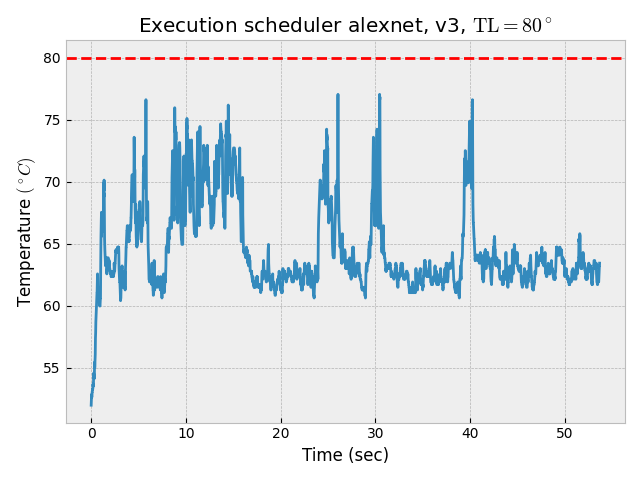 Execution scheduler alexnet, v3, TL = 80°
Temperature (°C)
80
75
70
65
60
55
0 10 20 30 40 50
Time (sec)